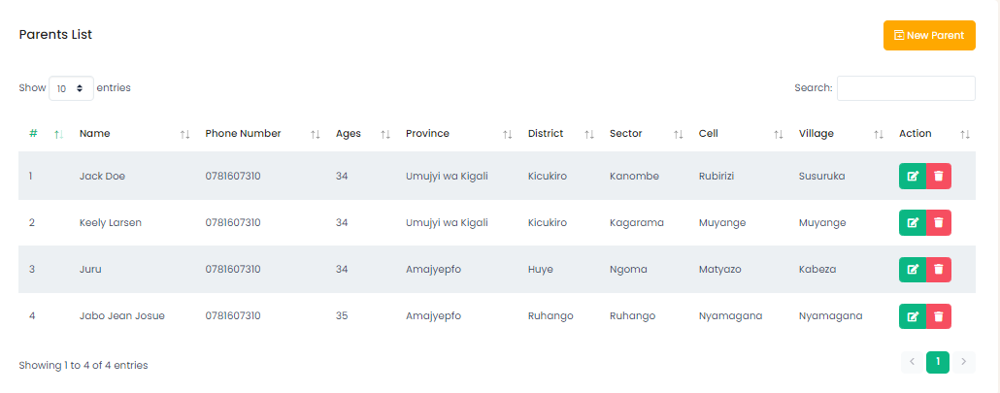 Parents List
New Parent
Show 10 entries
Search:
# Name Phone Number Ages Province District Sector Cell Village Action
1 Jack Doe 0781607310 34 Umujyi wa Kigali Kicukiro Kanombe Rubirizi Susuruka
2 Keely Larsen 0781607310 34 Umujyi wa Kigali Kicukiro Kagarama Muyange Muyange
3 Juru 0781607310 34 Amajyepfo Huye Ngoma Matyazo Kabeza
4 Jabo Jean Josue 0781607310 35 Amajyepfo Ruhango Ruhango Nyamagana Nyamagana
Showing 1 to 4 of 4 entries
1